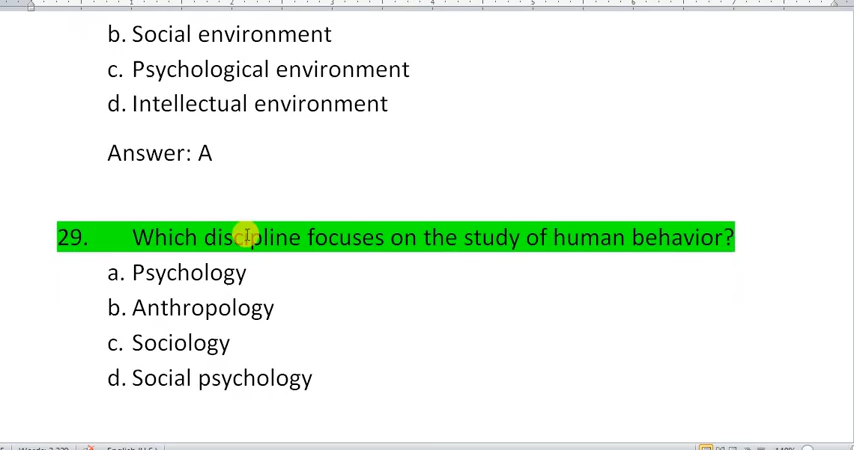 b. Social environment
c. Psychological environment
d. Intellectual environment
Answer: A
29. Which discipline focuses on the study of human behavior?
a. Psychology
b. Anthropology
c. Sociology
d. Social psychology